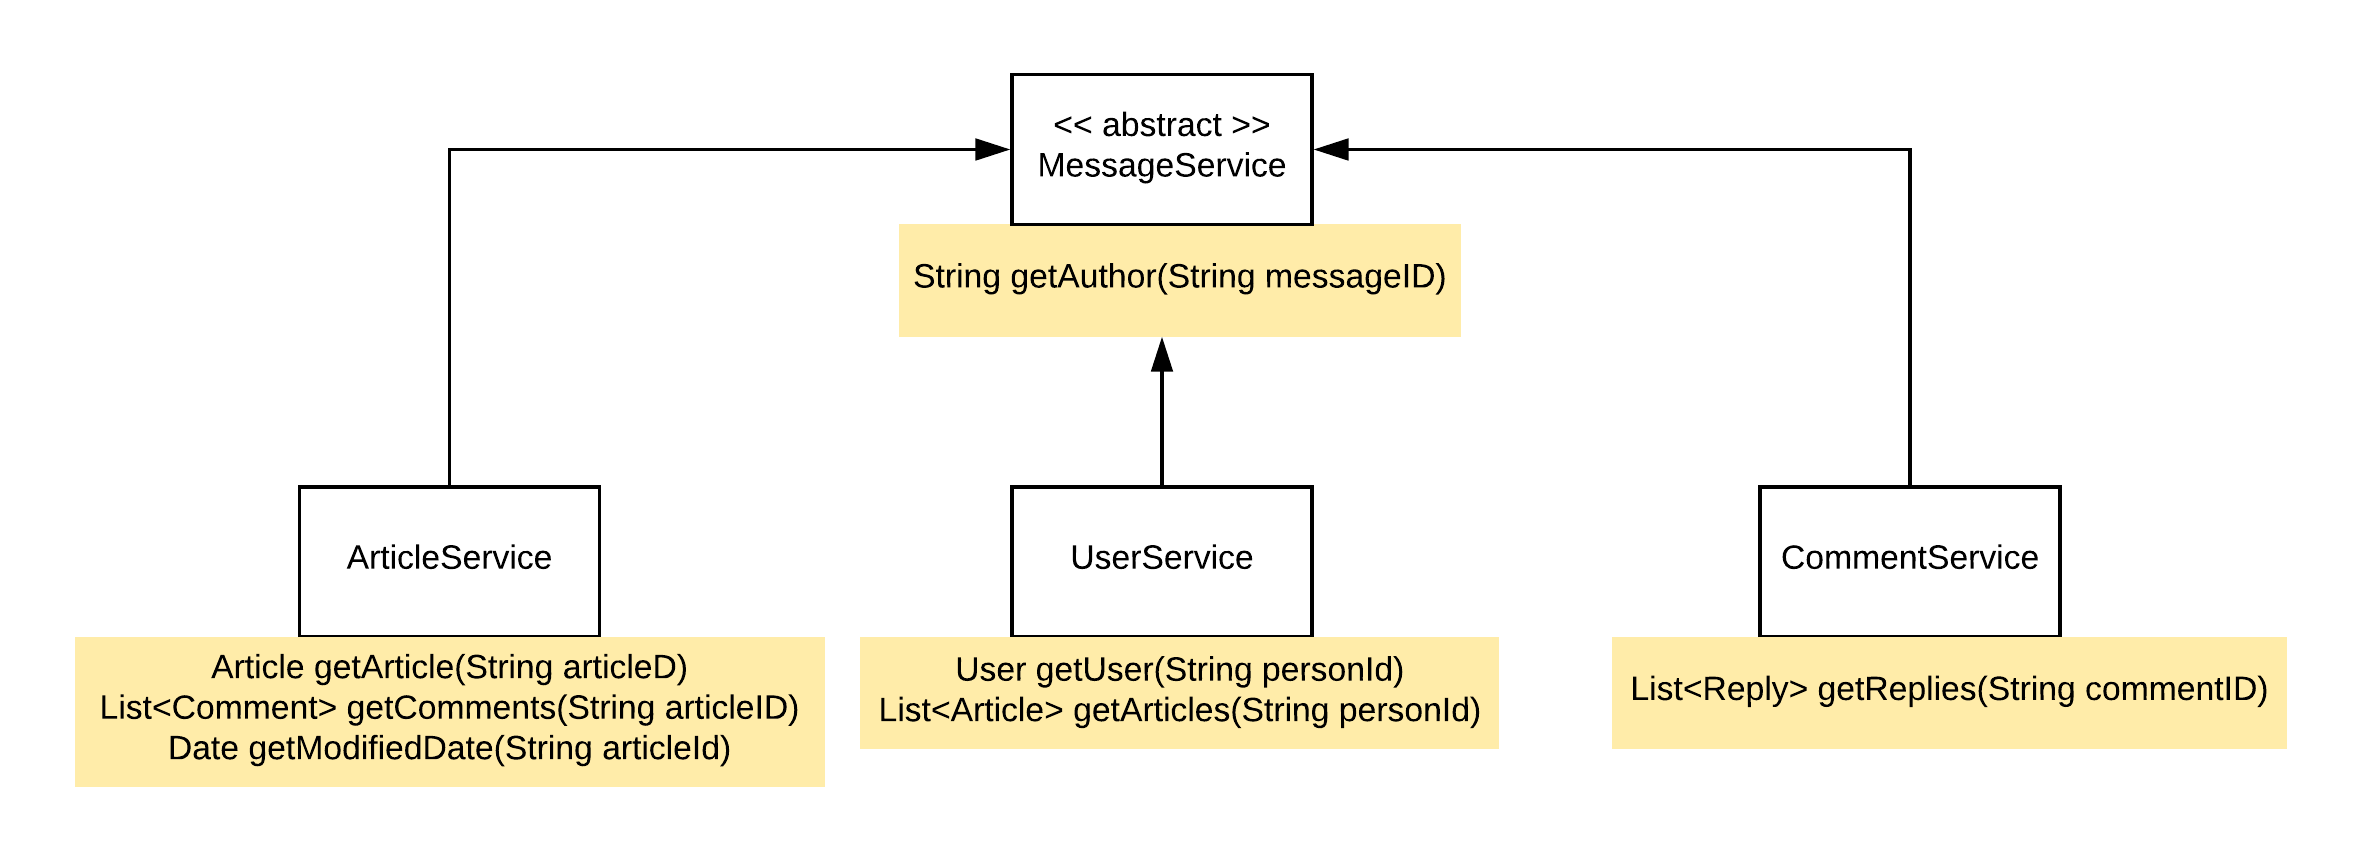 << abstract >>
MessageService
String getAuthor(String messageID)
ArticleService
Article getArticle(String articleD)
List<Comment> getComments(String articleID)
Date getModifiedDate(String articleId)
UserService
User getUser(String personId)
List<Article> getArticles(String personId)
CommentService
List<Reply> getReplies(String commentID)